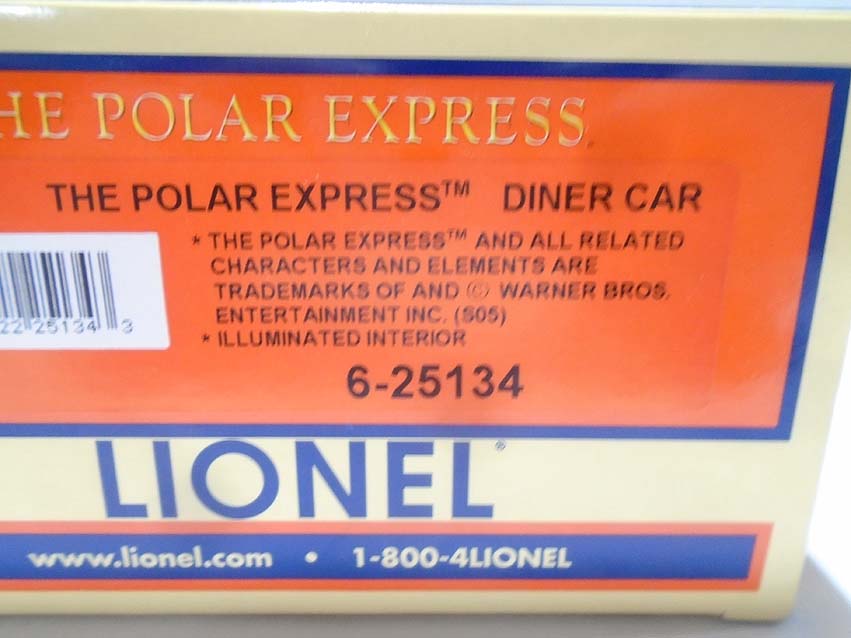 HE POLAR EXPRESS
THE POLAR EXPRESS™ DINER CAR
* THE POLAR EXPRESS™ AND ALL RELATED
CHARACTERS AND ELEMENTS ARE
TRADEMARKS OF AND © WARNER BROS.
ENTERTAINMENT INC. (S05)
* ILLUMINATED INTERIOR
22 25134 3
6-25134
LIONEL®
www.lionel.com • 1-800-4LIONEL